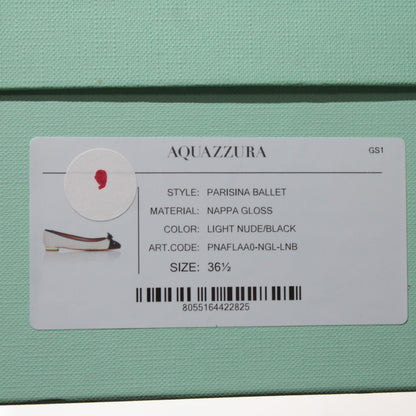 AQUAZZURA
GS1
STYLE: PARISINA BALLET
MATERIAL: NAPPA GLOSS
COLOR: LIGHT NUDE/BLACK
ART.CODE: PNAFLAA0-NGL-LNB
SIZE: 36½
8055164422825